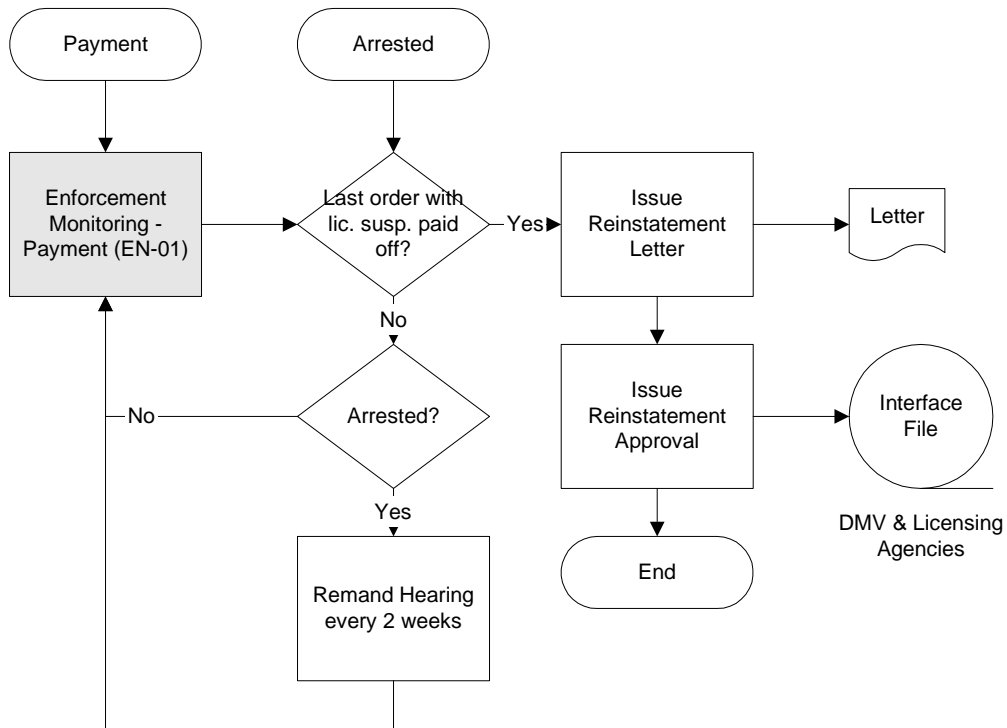 Payment
Arrested
Enforcement
Monitoring -
Payment (EN-01)
Last order with
lic. susp. paid
off?
Yes
Issue
Reinstatement
Letter
Letter
No
Arrested?
No
Issue
Reinstatement
Approval
Interface
File
DMV & Licensing
Agencies
Yes
Remand Hearing
every 2 weeks
End